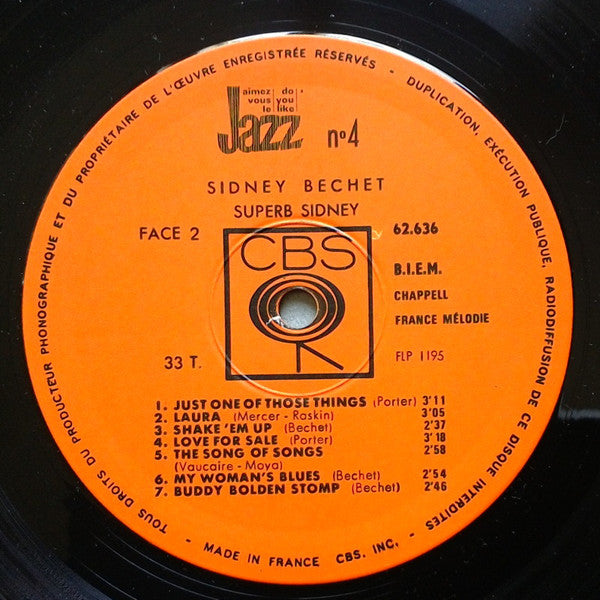 TOUS DROITS DU PRODUCTEUR PHONOGRAPHIQUE ET DU PROPRIÉTAIRE DE L'ŒUVRE ENREGISTRÉE RÉSERVÉS - DUPLICATION, EXÉCUTION PUBLIQUE, RADIODIFFUSION DE CE DISQUE INTERDITES -
aimez do
vous you
le like
Jazz nº4
SIDNEY BECHET
SUPERB SIDNEY
FACE 2
62.636
CBS
B.I.E.M.
CHAPPELL
FRANCE MÉLODIE
33 T.
FLP 1195
1. JUST ONE OF THOSE THINGS (Porter) 3'11
2. LAURA (Mercer - Raskin) 3'05
3. SHAKE 'EM UP (Bechet) 2'37
4. LOVE FOR SALE (Porter) 3'18
5. THE SONG OF SONGS 2'58
(Vaucaire - Moya)
6. MY WOMAN'S BLUES (Bechet) 2'54
7. BUDDY BOLDEN STOMP (Bechet) 2'46
MADE IN FRANCE CBS. INC. -